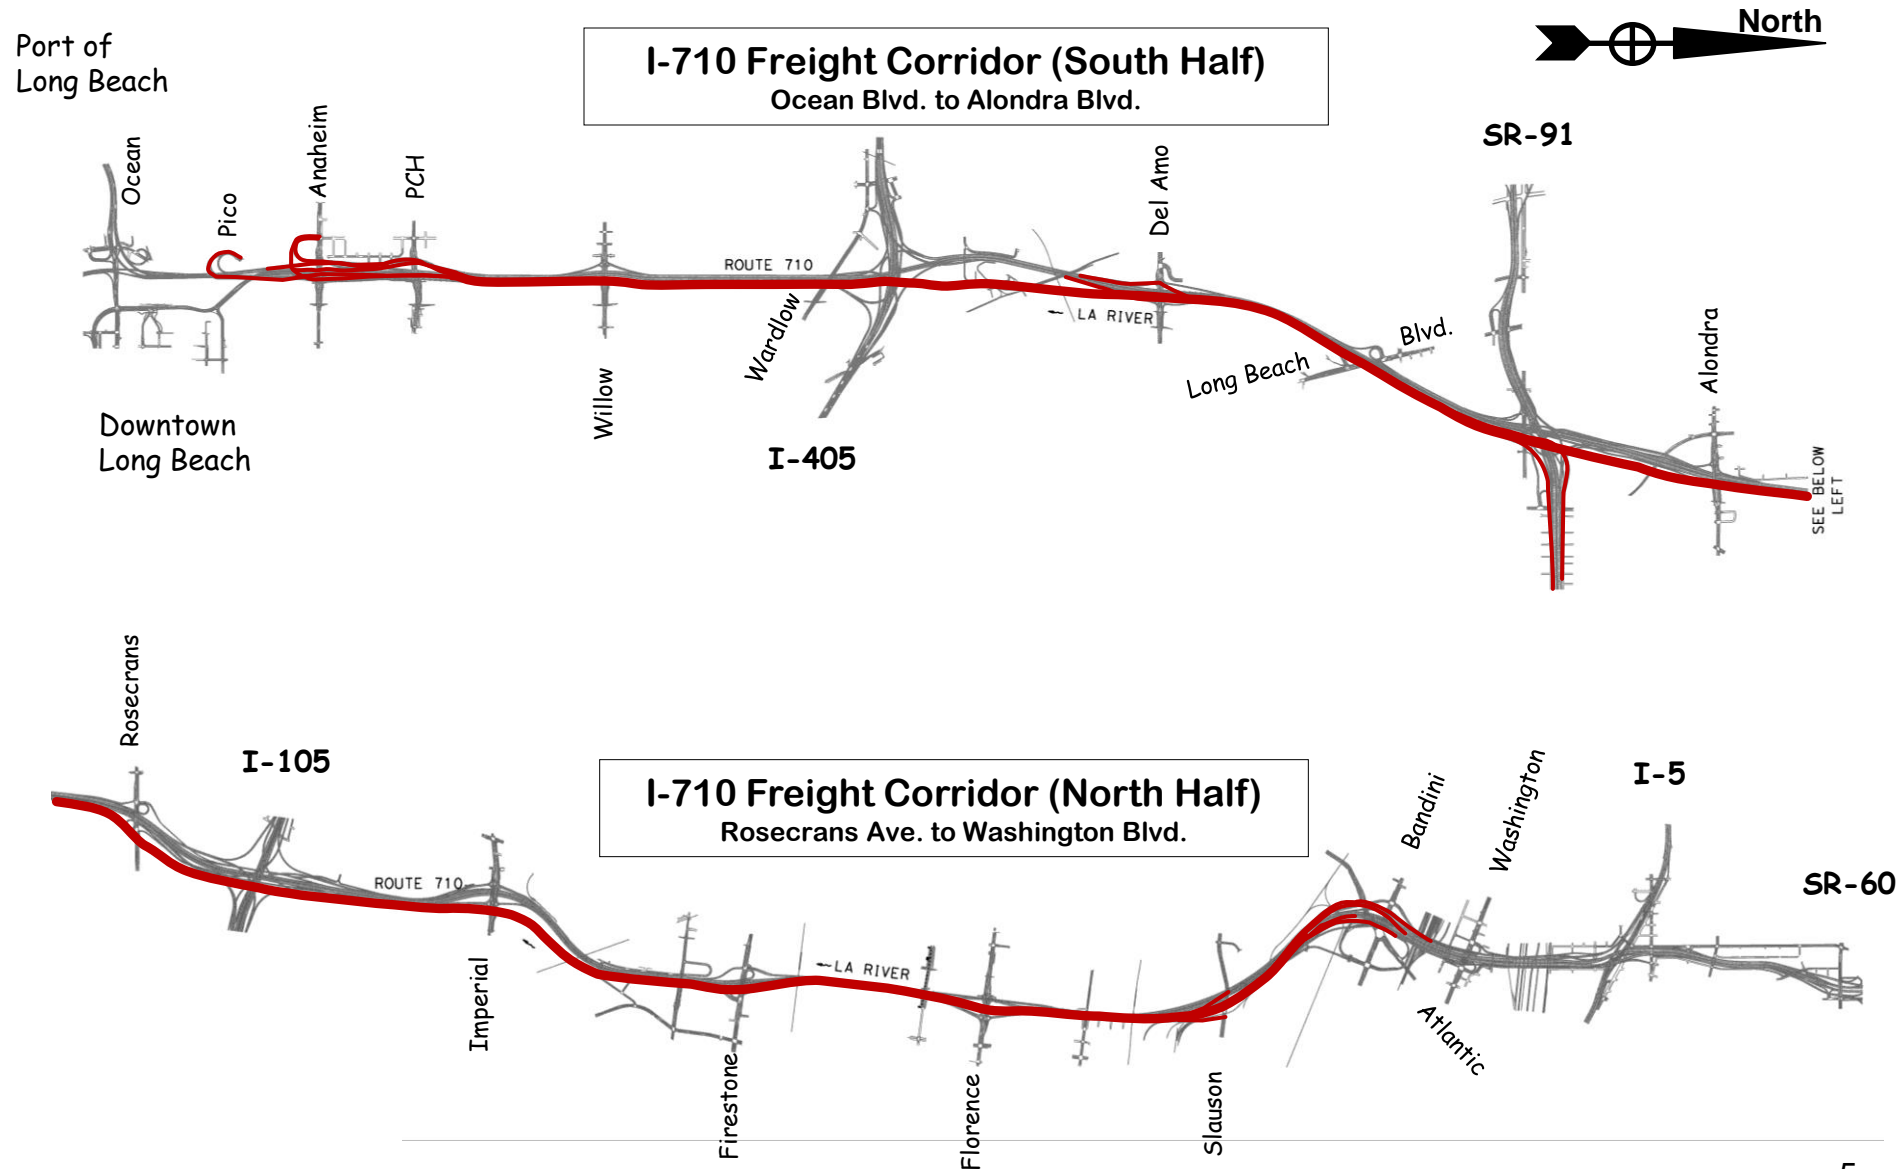 North
Port of
Long Beach
I-710 Freight Corridor (South Half)
Ocean Blvd. to Alondra Blvd.
SR-91
Ocean
Pico
Anaheim
PCH
Del Amo
ROUTE 710
Wardlow
LA RIVER
Blvd.
Long Beach
Alondra
Willow
Downtown
Long Beach
I-405
SEE BELOW
LEFT
Rosecrans
I-105
I-710 Freight Corridor (North Half)
Rosecrans Ave. to Washington Blvd.
Bandini
Washington
I-5
SR-60
ROUTE 710
Imperial
LA RIVER
Atlantic
Firestone
Florence
Slauson
5